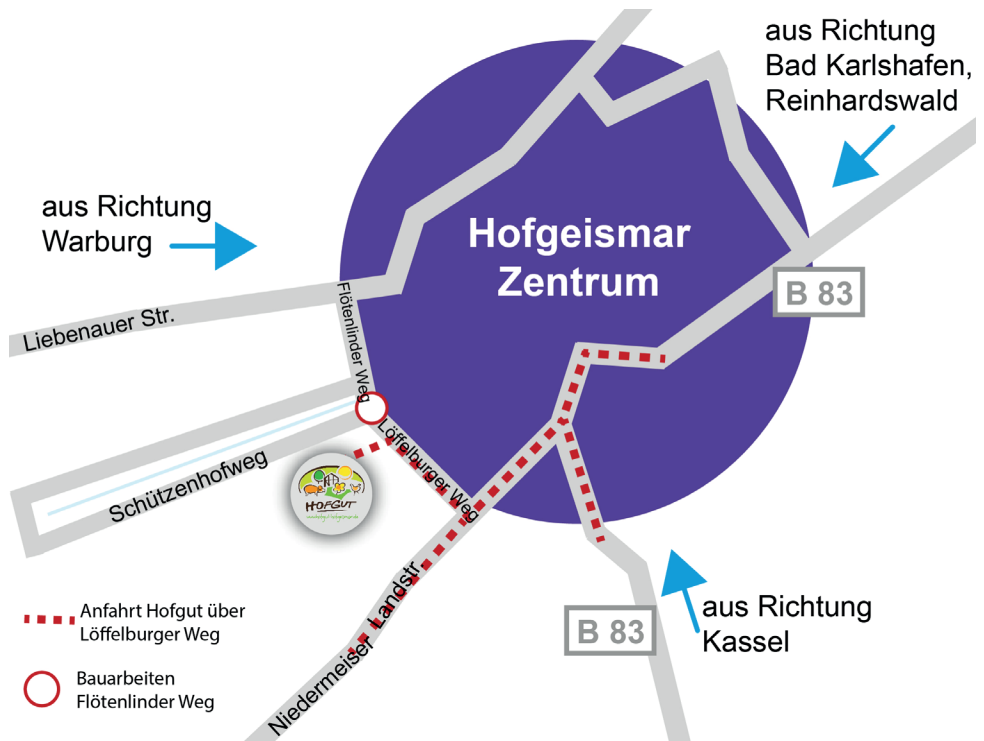 aus Richtung
Bad Karlshafen,
Reinhardswald
aus Richtung
Warburg
Hofgeismar
Zentrum
B 83
Liebenauer Str.
Flötenlinder Weg
Löffelburger Weg
Schützenhofweg
HOFGUT
Niedermeiser Landstr.
aus Richtung
Kassel
B 83
Anfahrt Hofgut über
Löffelburger Weg
Bauarbeiten
Flötenlinder Weg